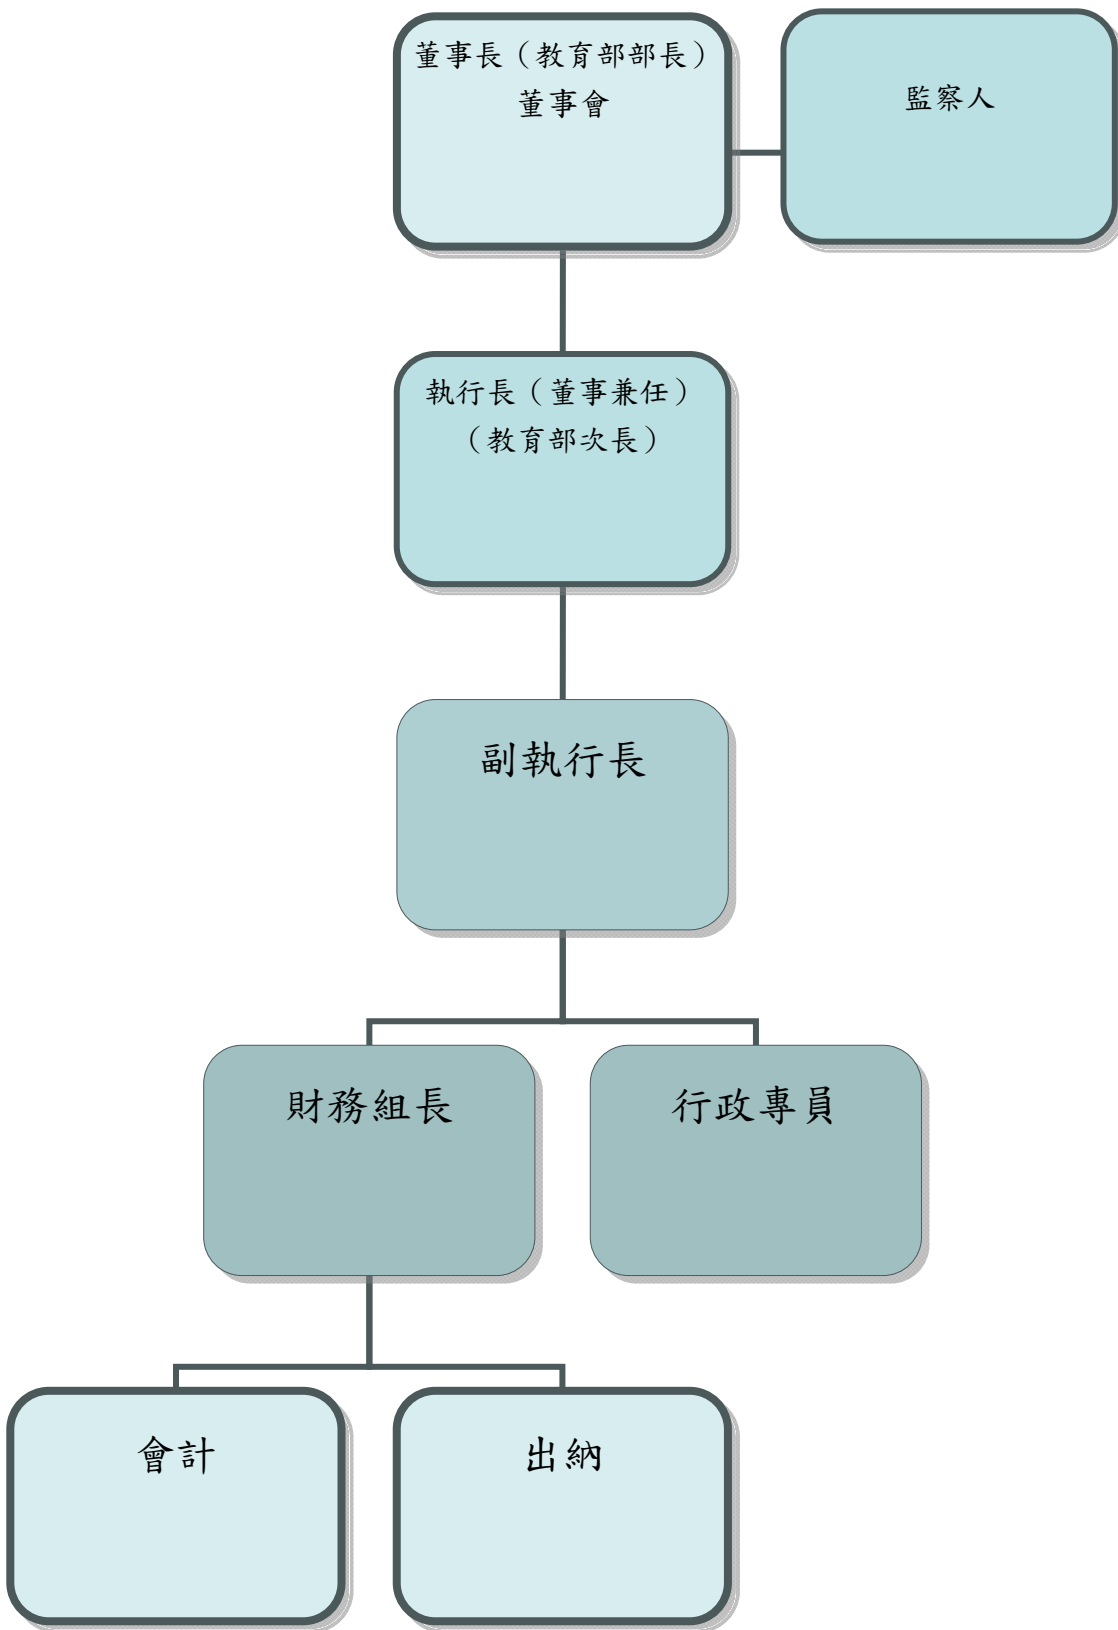 董事長（教育部部長）
董事會
監察人
執行長（董事兼任）
（教育部次長）
副執行長
財務組長
行政專員
會計
出納